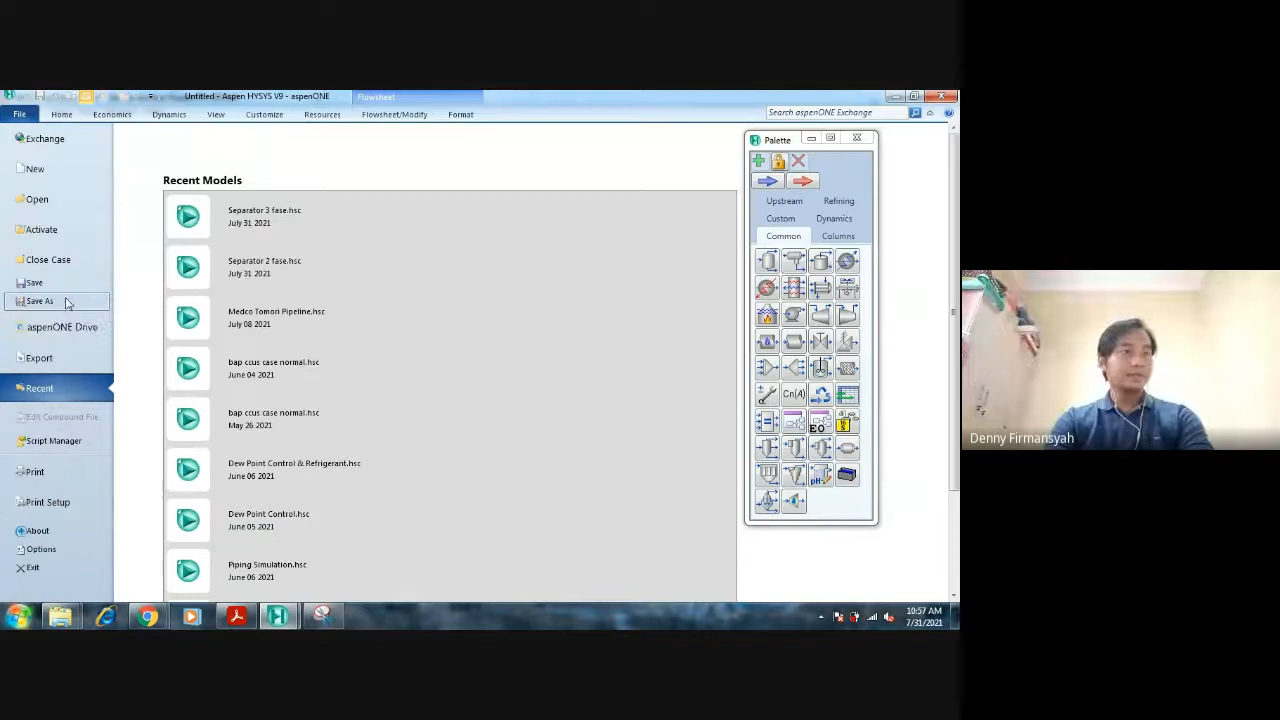 Untitled - Aspen HYSYS V9 - aspenONE
Flowsheet
File
Home
Economics
Dynamics
View
Customize
Resources
Flowsheet/Modify
Format
Search aspenONE Exchange
Exchange
New
Open
Activate
Close Case
Save
Save As
aspenONE Drive
Export
Recent
Edit Compound File
Script Manager
Print
Print Setup
About
Options
Exit
Recent Models
Separator 3 fase.hsc
July 31 2021
Separator 2 fase.hsc
July 31 2021
Medco Tomori Pipeline.hsc
July 08 2021
bap ccus case normal.hsc
June 04 2021
bap ccus case normal.hsc
May 26 2021
Dew Point Control & Refrigerant.hsc
June 06 2021
Dew Point Control.hsc
June 05 2021
Piping Simulation.hsc
June 06 2021
Palette
Upstream
Refining
Custom
Dynamics
Common
Columns
Cn(A)
EO
pH
10:57 AM
7/31/2021
Denny Firmansyah